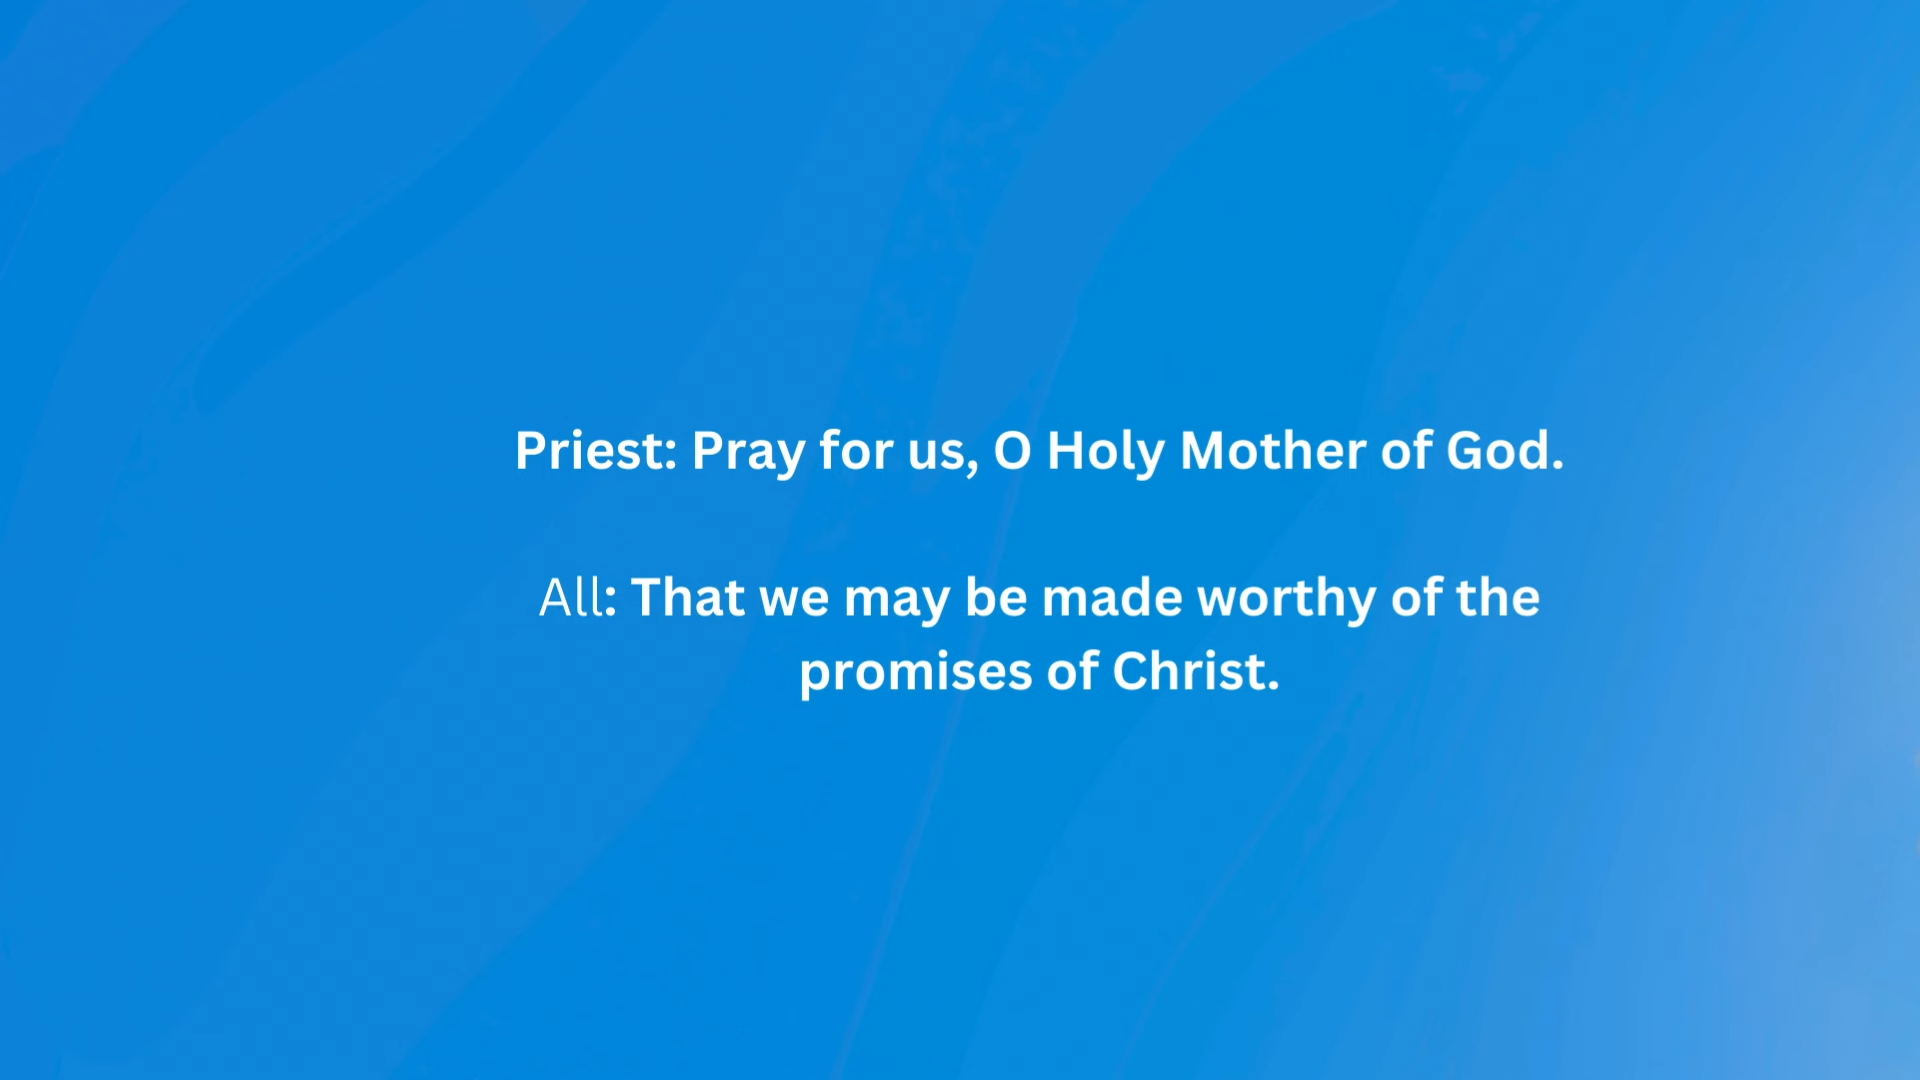 Priest: Pray for us, O Holy Mother of God.
All: That we may be made worthy of the
promises of Christ.